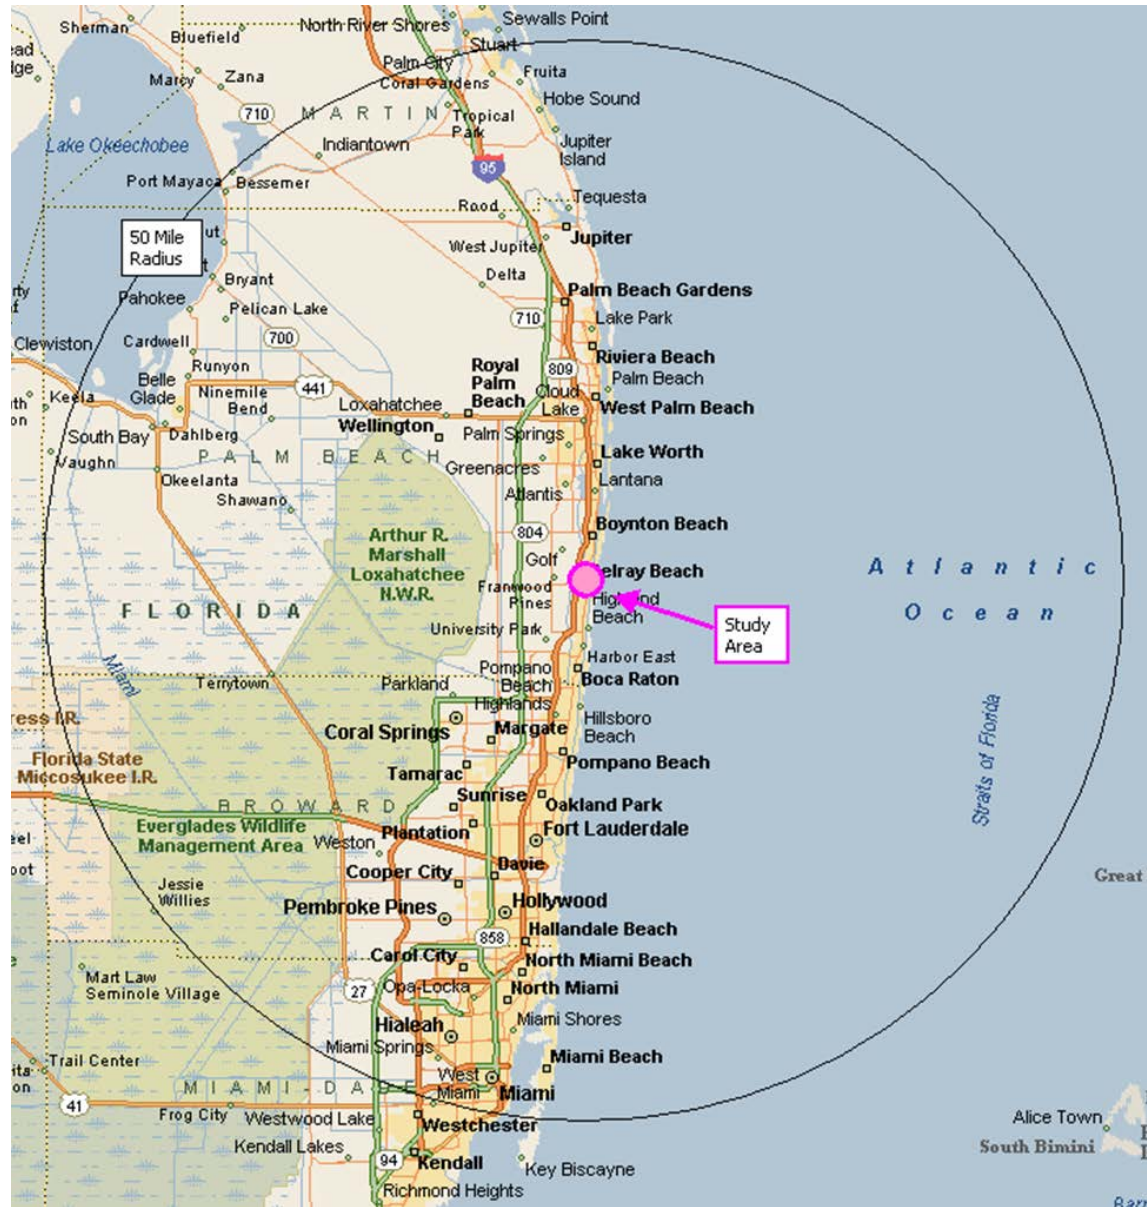 Sewalls Point
Sherman
North River Shores
Bluefield
Stuart
Palm City
Marcy
Zana
Coral Gardens
Fruita
Hobe Sound
710
M A R T I N
Tropical
Park
Lake Okeechobee
Indiantown
Jupiter
Island
95
Port Mayaca
Bessemer
Tequesta
Rood
50 Mile
Radius
Jupiter
West Jupiter
Delta
Bryant
Pahokee
Palm Beach Gardens
Pelican Lake
710
Lake Park
Clewiston
Cardwell
700
Riviera Beach
Runyon
Royal
Palm
Beach
809
Palm Beach
Belle
Glade
441
Cloud
Lake
Keela
Ninemile
Bend
Loxahatchee
West Palm Beach
Wellington
South Bay
Dahlberg
Palm Springs
P A L M B E A C H
Lake Worth
Vaughn
Greenacres
Okeelanta
Lantana
Atlantis
Shawano
Boynton Beach
804
Arthur R.
Marshall
Loxahatchee
N.W.R.
Golf
elray Beach
A t l a n t i c
O c e a n
Franwood
Pines
Highland
Beach
F L O R I D A
Study
Area
University Park
Miami
Harbor East
Pompano
Beach
Highlands
Boca Raton
Terrytown
Parkland
ress I.R.
Coral Springs
Margate
Hillsboro
Beach
Straits of Florida
Florida State
Miccosukee I.R.
Tamarac
Pompano Beach
Sunrise
Oakland Park
B R O W A R D
Everglades Wildlife
Management Area
Plantation
Fort Lauderdale
Weston
Davie
Cooper City
Great
Jessie
Willies
Pembroke Pines
Hollywood
858
Hallandale Beach
Carol City
North Miami Beach
Mart Law
Seminole Village
27
Opa-Locka
North Miami
Hialeah
Miami Shores
Miami Springs
Miami Beach
Trail Center
West
Miami
Miami
M I A M I - D A D E
41
Frog City
Westwood Lake
Westchester
Alice Town
South Bimini
Kendall Lakes
94
Kendall
Key Biscayne
Richmond Heights